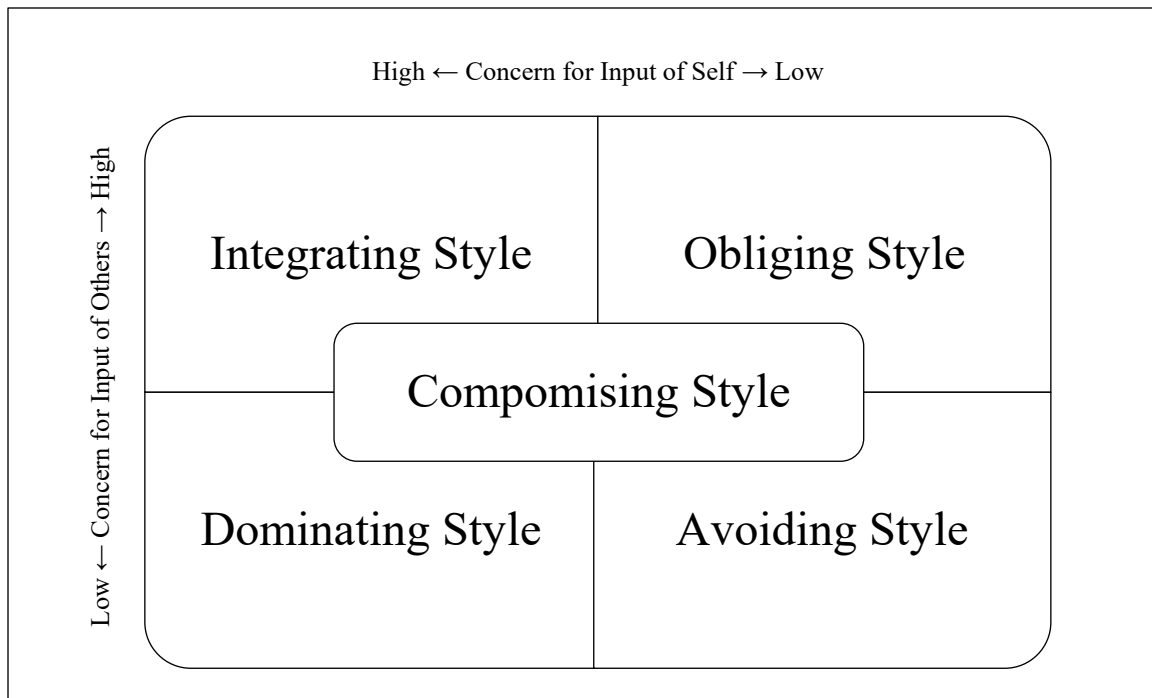 High ← Concern for Input of Self → Low
Low ← Concern for Input of Others → High
Integrating Style
Obliging Style
Compomising Style
Dominating Style
Avoiding Style